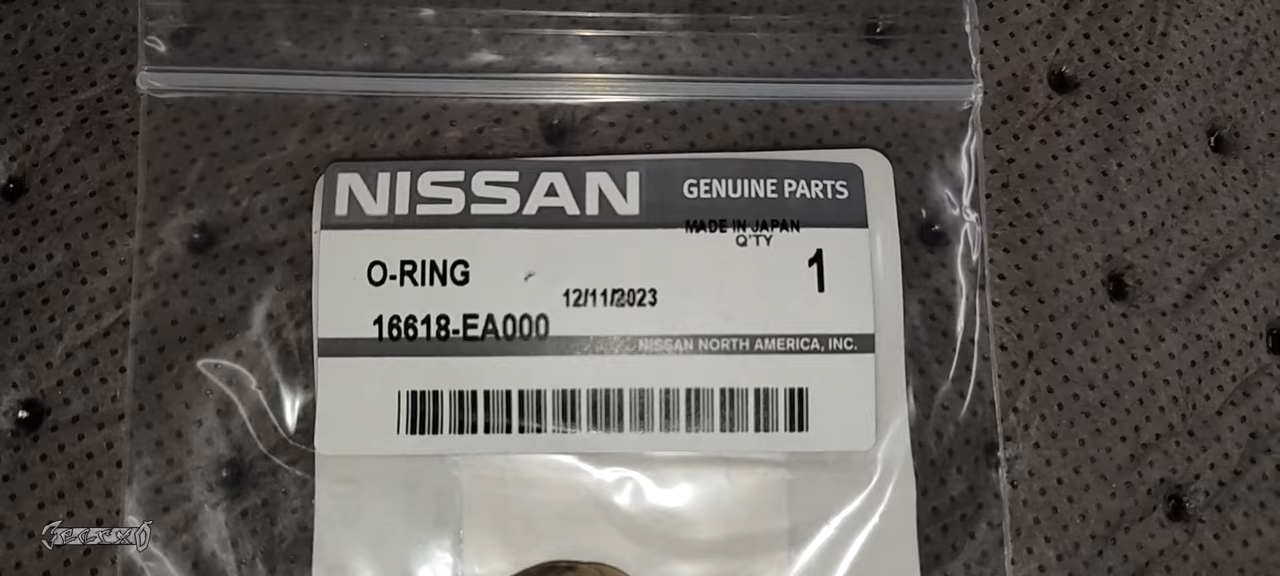 NISSAN GENUINE PARTS
MADE IN JAPAN
Q'TY
O-RING 1
12/11/2023
16618-EA000
NISSAN NORTH AMERICA, INC.